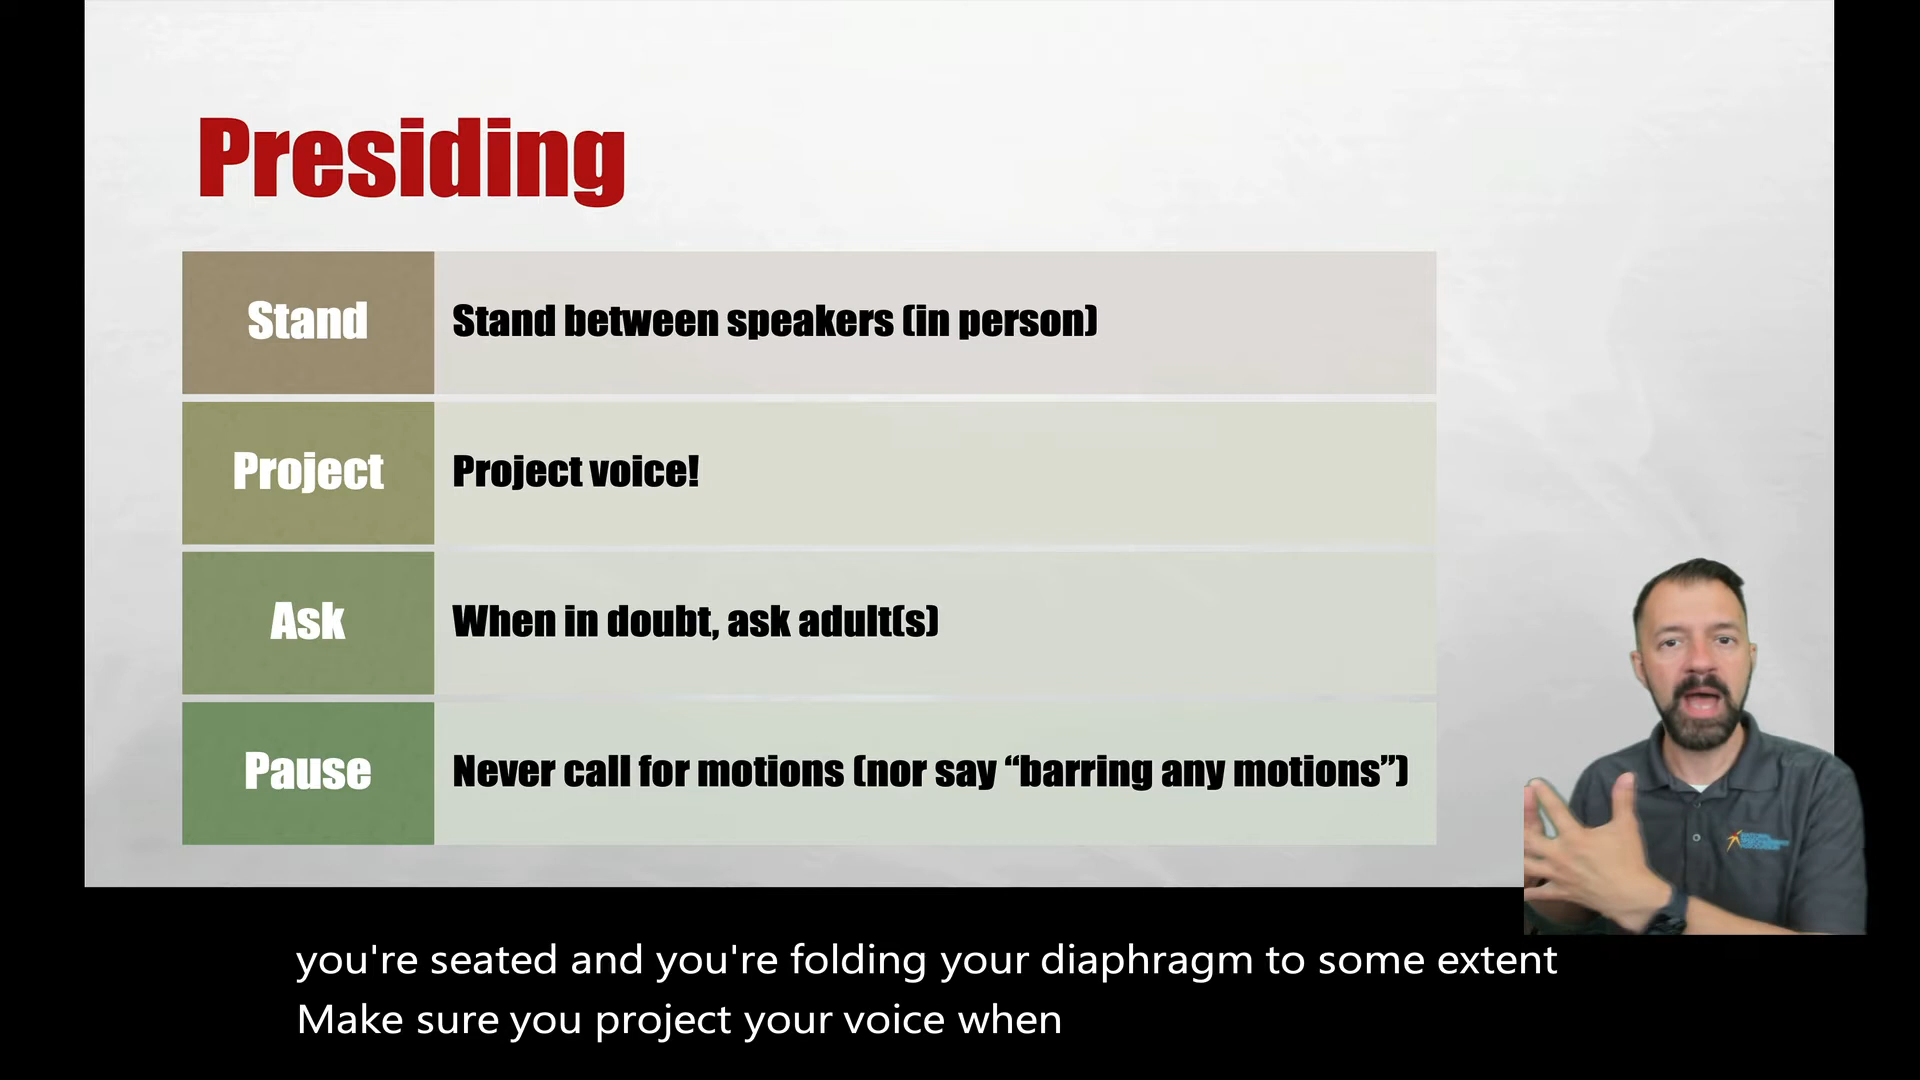 Presiding
Stand
Stand between speakers (in person)
Project
Project voice!
Ask
When in doubt, ask adult(s)
Pause
Never call for motions (nor say “barring any motions”)
you're seated and you're folding your diaphragm to some extent
Make sure you project your voice when